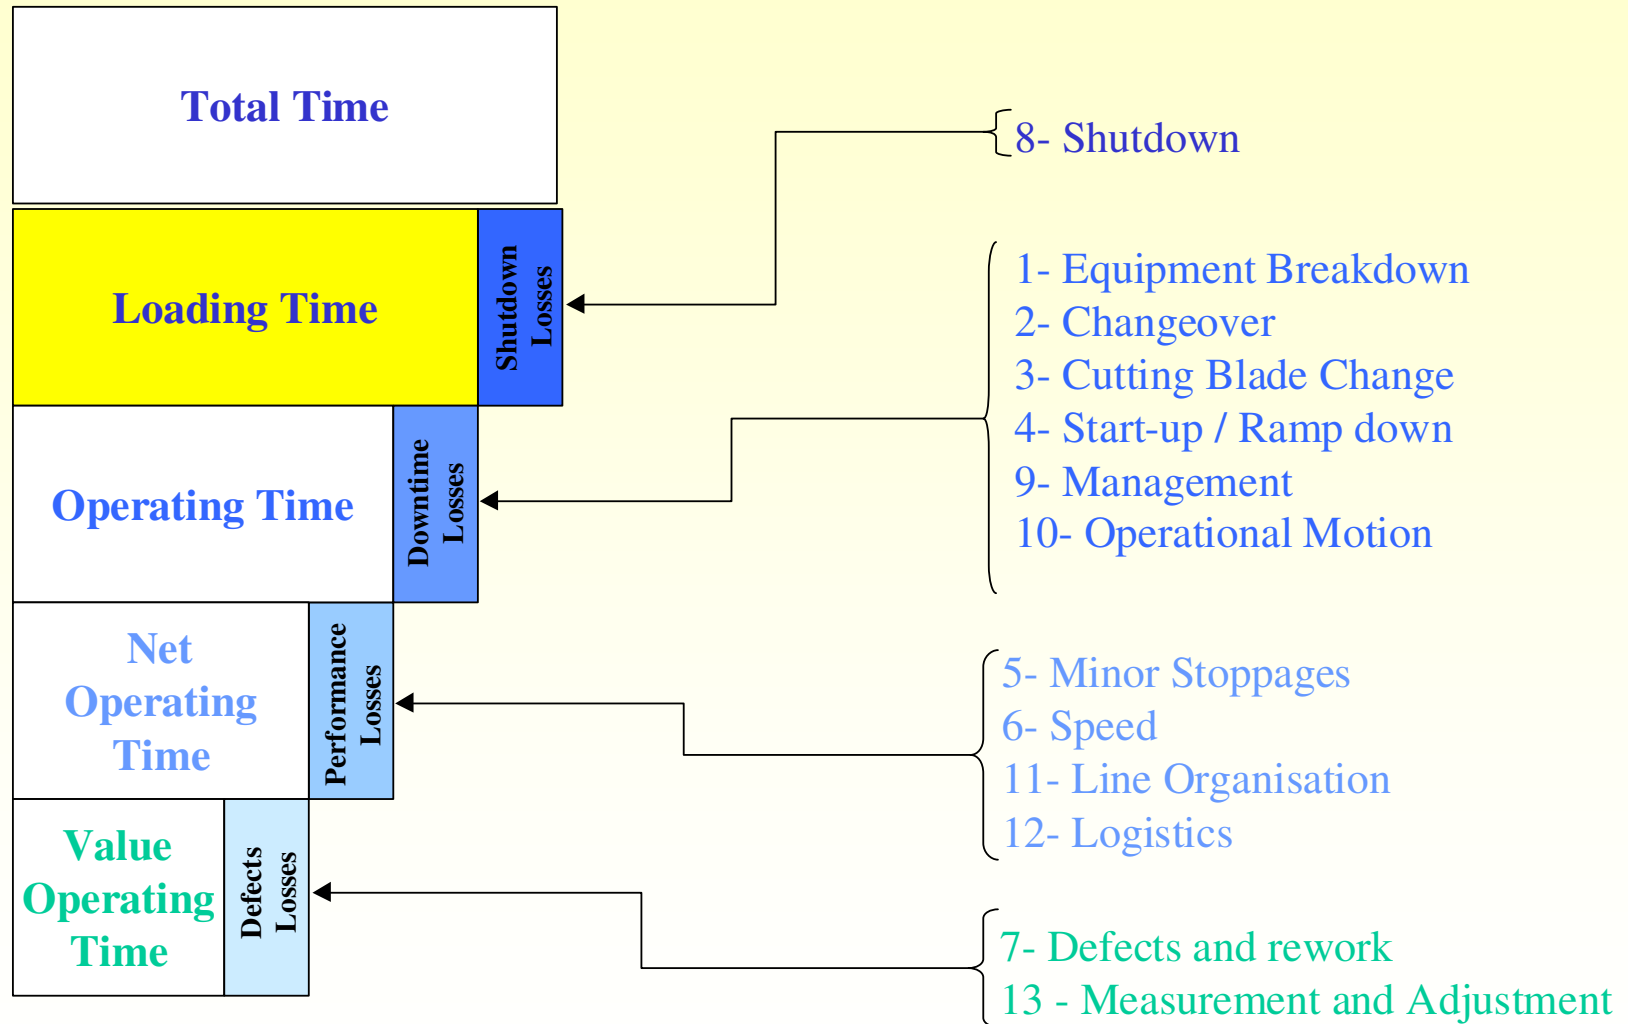 Total Time
8- Shutdown
Loading Time
Shutdown
Losses
1- Equipment Breakdown
2- Changeover
3- Cutting Blade Change
4- Start-up / Ramp down
9- Management
10- Operational Motion
Operating Time
Downtime
Losses
Net
Operating
Time
Performance
Losses
5- Minor Stoppages
6- Speed
11- Line Organisation
12- Logistics
Value
Operating
Time
Defects
Losses
7- Defects and rework
13 - Measurement and Adjustment